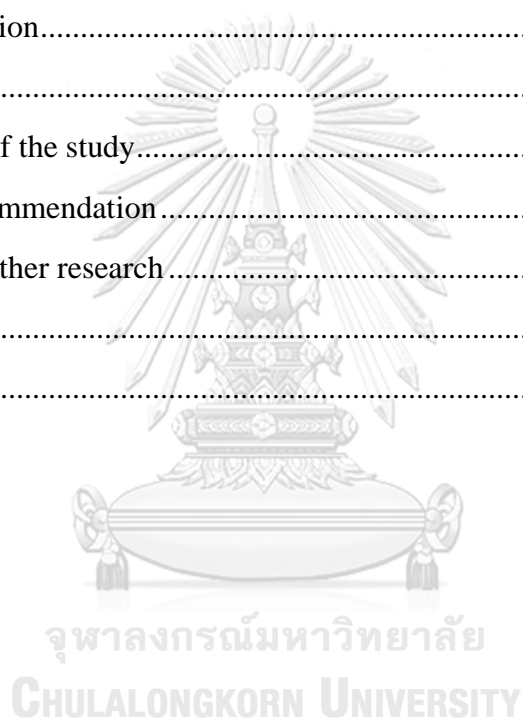 ion..............................................................................
..............................................................................
f the study..............................................................................
mmendation..............................................................................
ther research..............................................................................
..............................................................................
..............................................................................
จุฬาลงกรณ์มหาวิทยาลัย
CHULALONGKORN UNIVERSITY